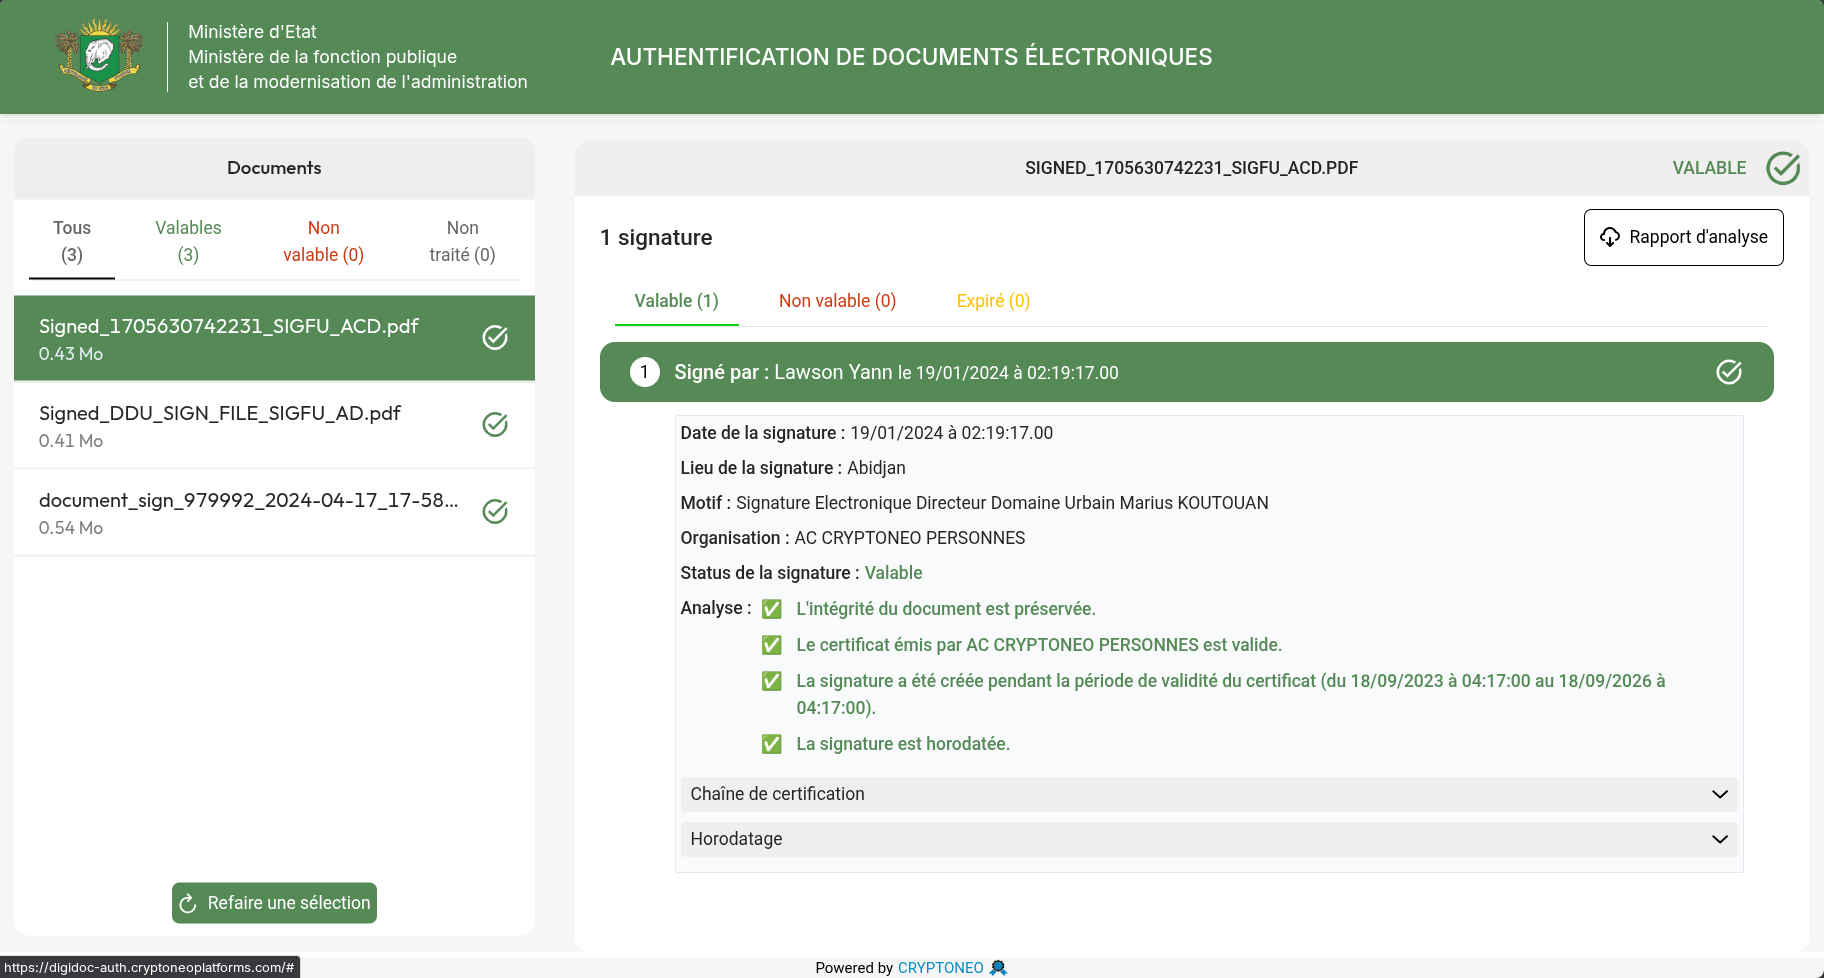 Ministère d'Etat
Ministère de la fonction publique
et de la modernisation de l'administration
AUTHENTIFICATION DE DOCUMENTS ÉLECTRONIQUES
Documents
Tous
(3)
Valables
(3)
Non
valable (0)
Non
traité (0)
Signed_1705630742231_SIGFU_ACD.pdf
0.43 Mo
Signed_DDU_SIGN_FILE_SIGFU_AD.pdf
0.41 Mo
document_sign_979992_2024-04-17_17-58...
0.54 Mo
Refaire une sélection
SIGNED_1705630742231_SIGFU_ACD.PDF
VALABLE
1 signature
Rapport d'analyse
Valable (1)
Non valable (0)
Expiré (0)
1 Signé par : Lawson Yann le 19/01/2024 à 02:19:17.00
Date de la signature : 19/01/2024 à 02:19:17.00
Lieu de la signature : Abidjan
Motif : Signature Electronique Directeur Domaine Urbain Marius KOUTOUAN
Organisation : AC CRYPTONEO PERSONNES
Status de la signature : Valable
Analyse : ✅ L'intégrité du document est préservée.
✅ Le certificat émis par AC CRYPTONEO PERSONNES est valide.
✅ La signature a été créée pendant la période de validité du certificat (du 18/09/2023 à 04:17:00 au 18/09/2026 à
04:17:00).
✅ La signature est horodatée.
Chaîne de certification
Horodatage
https://digidoc-auth.cryptoneoplatforms.com/#
Powered by CRYPTONEO